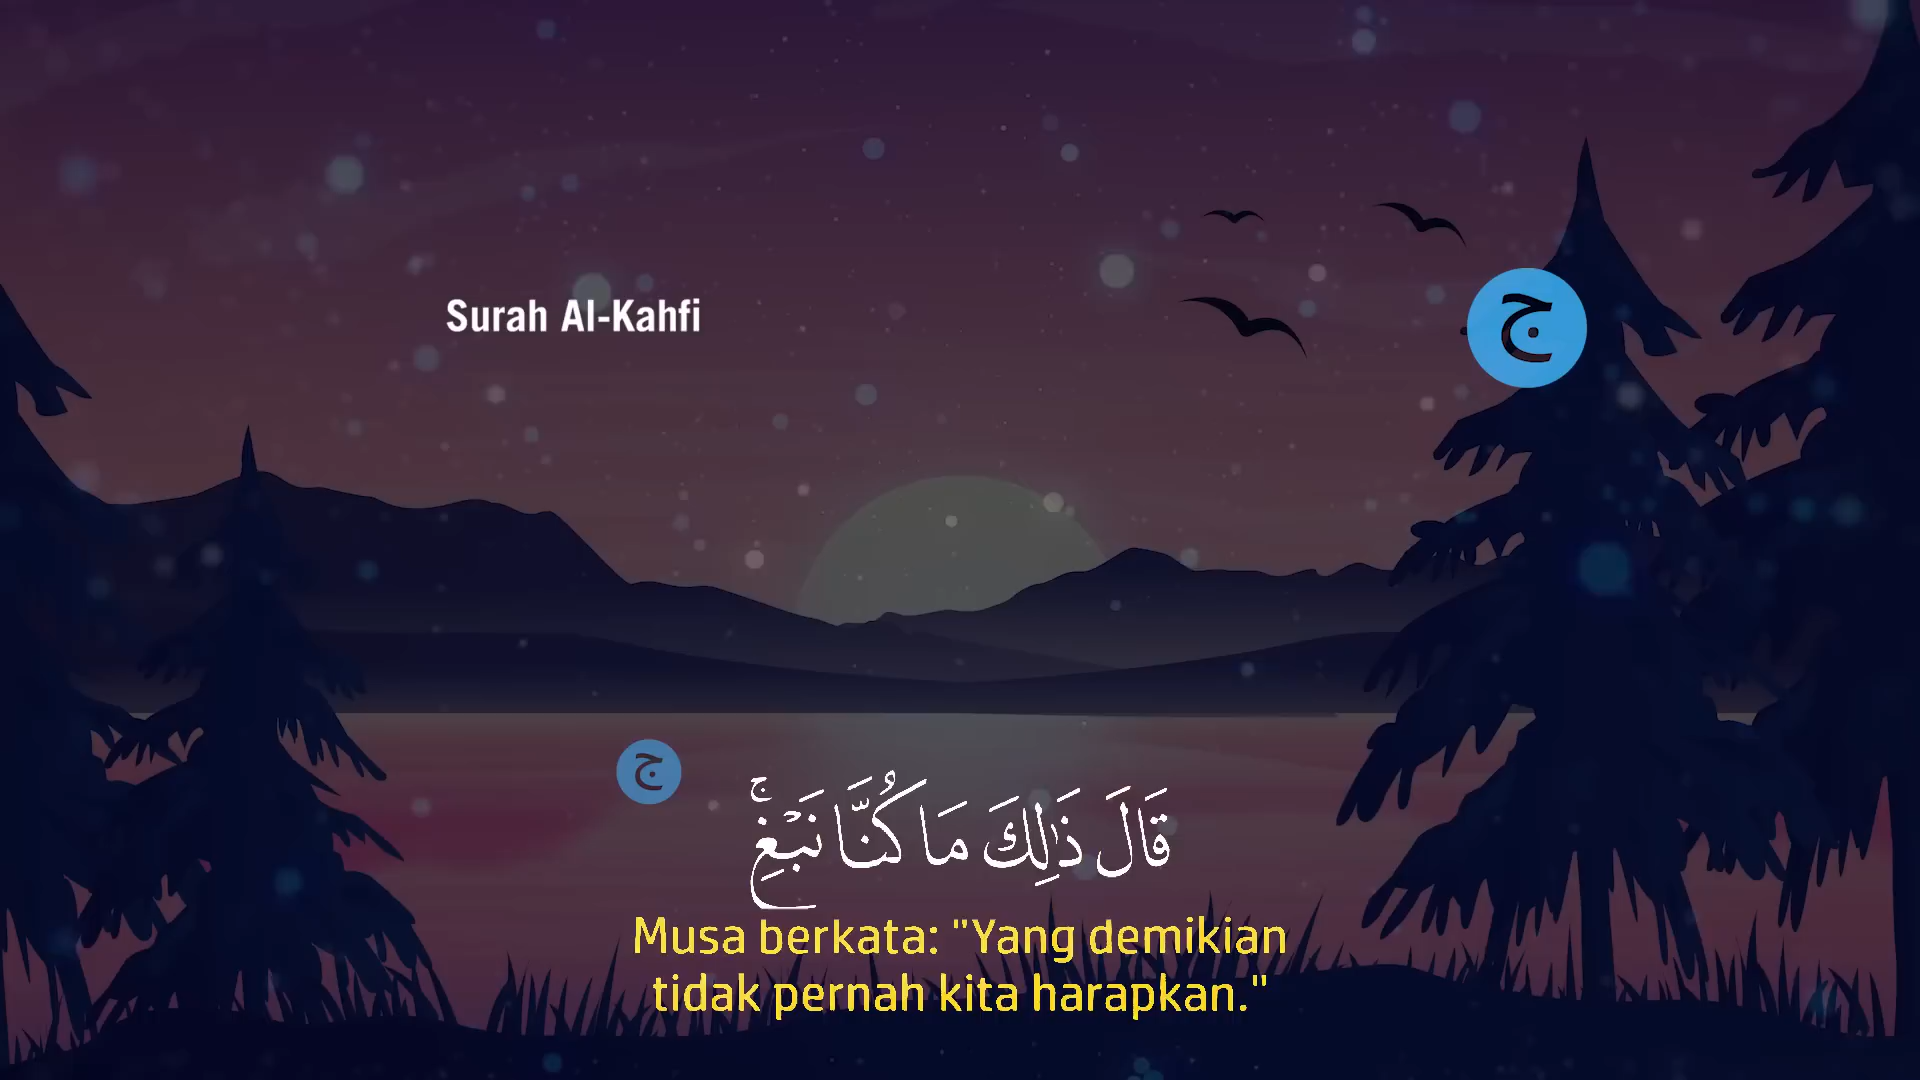 Surah Al-Kahfi
ج
ج
قَالَ ذَٰلِكَ مَا كُنَّا نَبْغِ ۚ
Musa berkata: "Yang demikian
tidak pernah kita harapkan."